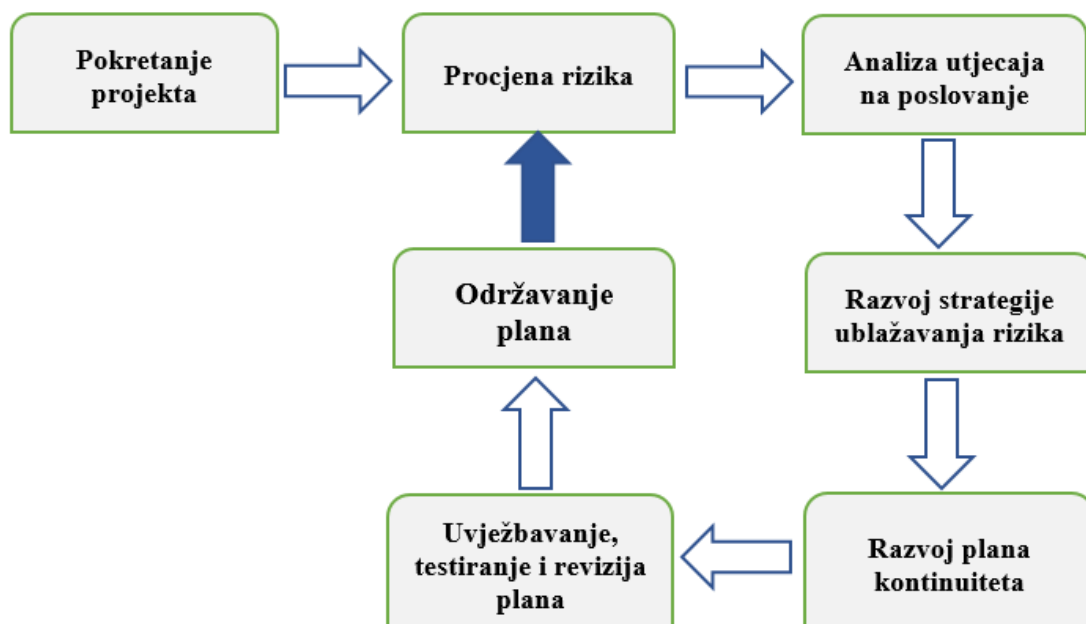 Pokretanje
projekta
Procjena rizika
Analiza utjecaja
na poslovanje
Razvoj strategije
ublažavanja rizika
Razvoj plana
kontinuiteta
Uvježbavanje,
testiranje i revizija
plana
Održavanje
plana